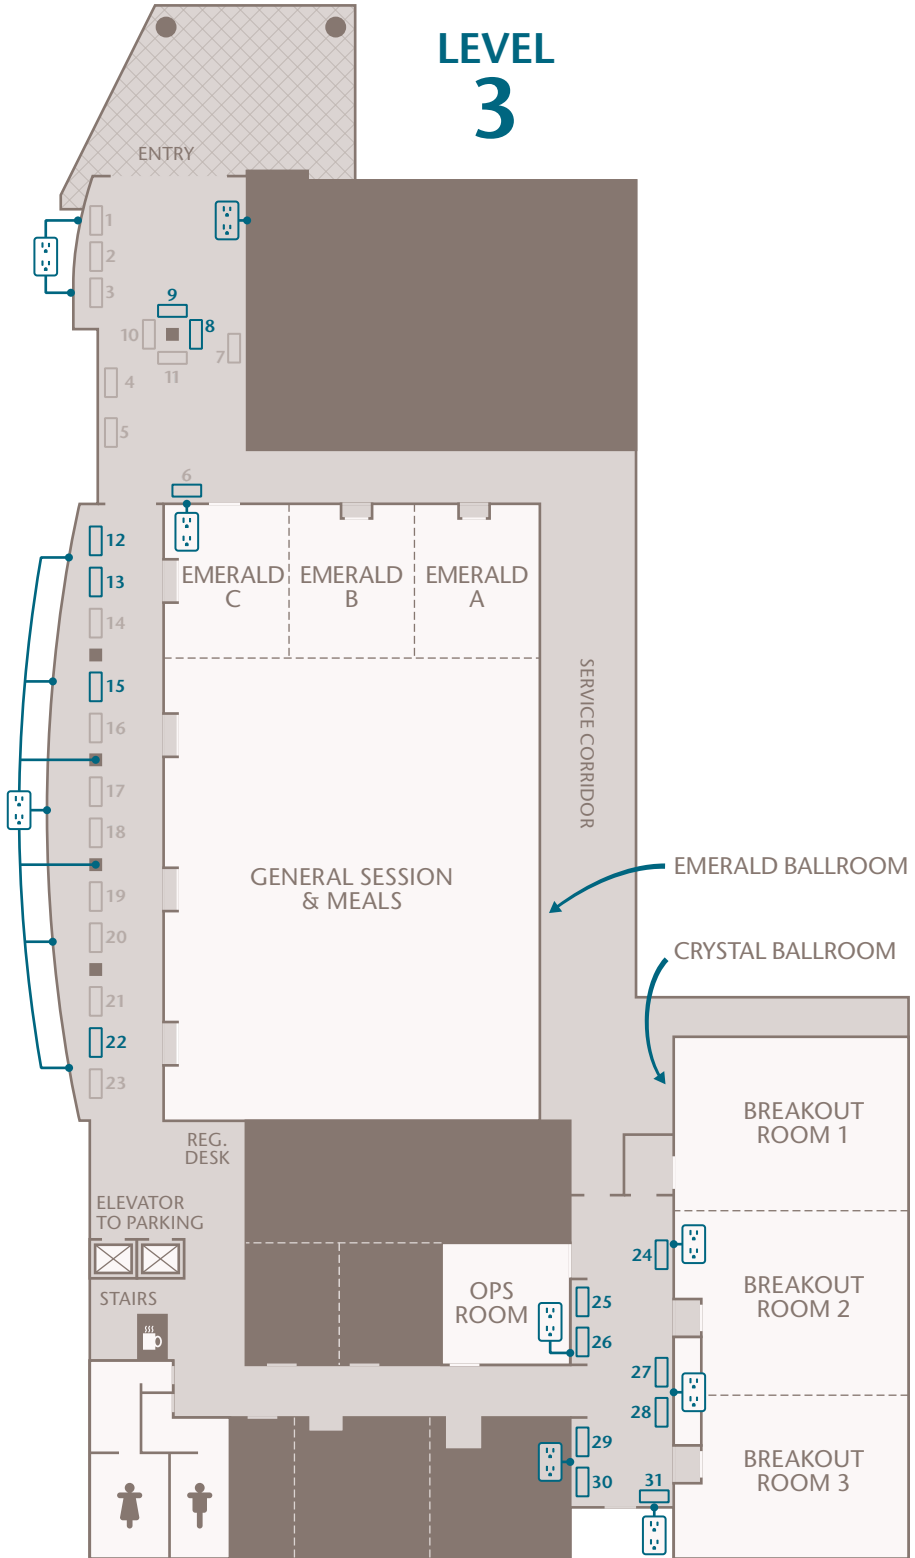 LEVEL
3
ENTRY
1
2
3
9
10
8
7
11
4
5
6
12
13
14
15
16
17
18
19
20
21
22
23
EMERALD
C
EMERALD
B
EMERALD
A
SERVICE CORRIDOR
GENERAL SESSION
& MEALS
EMERALD BALLROOM
CRYSTAL BALLROOM
BREAKOUT
ROOM 1
REG.
DESK
ELEVATOR
TO PARKING
STAIRS
OPS
ROOM
24
25
26
27
28
29
30
31
BREAKOUT
ROOM 2
BREAKOUT
ROOM 3